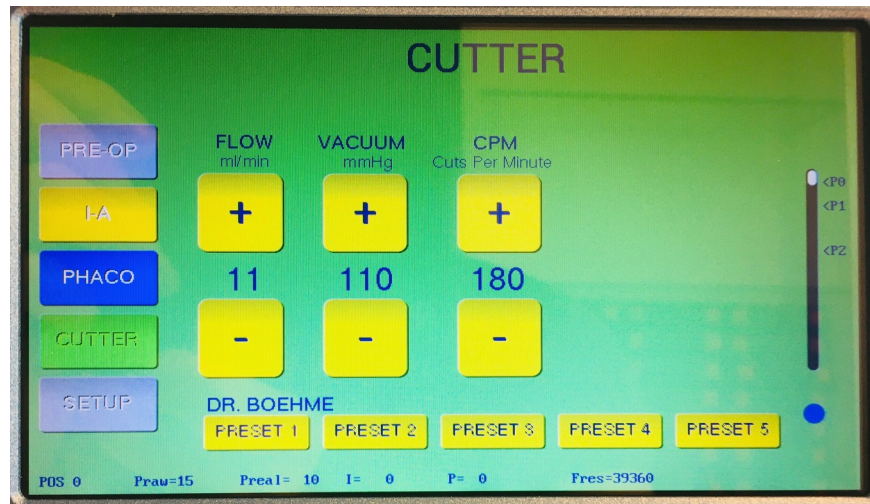 CUTTER
PRE-OP
FLOW VACUUM CPM
ml/min mmHg Cuts Per Minute
+ + +
<P0
I-A
<P1
<P2
PHACO 11 110 180
CUTTER
- - -
SETUP
DR. BOEHME
PRESET 1 PRESET 2 PRESET 3 PRESET 4 PRESET 5
POS 0 Praw=15 Preal= 10 I= 0 P= 0 Fres=39360